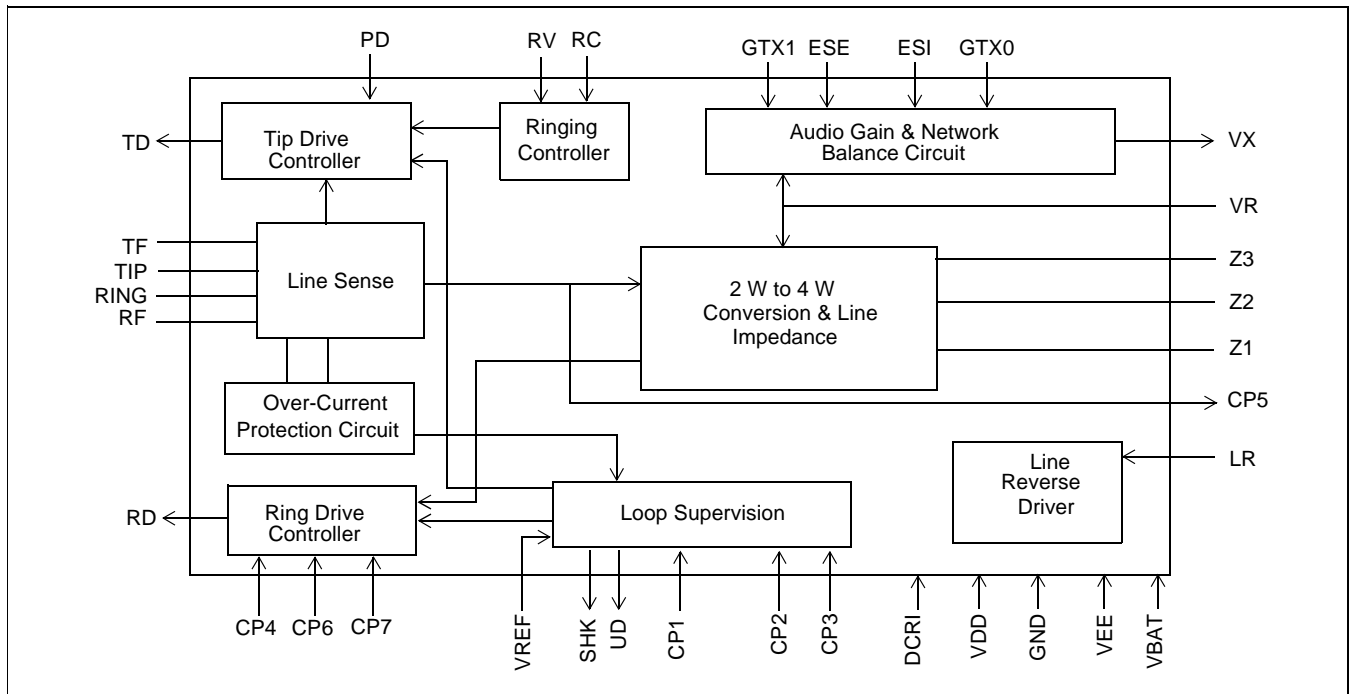 PD
RV
RC
GTX1
ESE
ESI
GTX0
TD
Tip Drive
Controller
Ringing
Controller
Audio Gain & Network
Balance Circuit
VX
VR
TF
TIP
RING
RF
Line Sense
2 W to 4 W
Conversion & Line
Impedance
Z3
Z2
Z1
Over-Current
Protection Circuit
CP5
Line
Reverse
Driver
LR
RD
Ring Drive
Controller
Loop Supervision
CP4
CP6
CP7
VREF
SHK
UD
CP1
CP2
CP3
DCRI
VDD
GND
VEE
VBAT